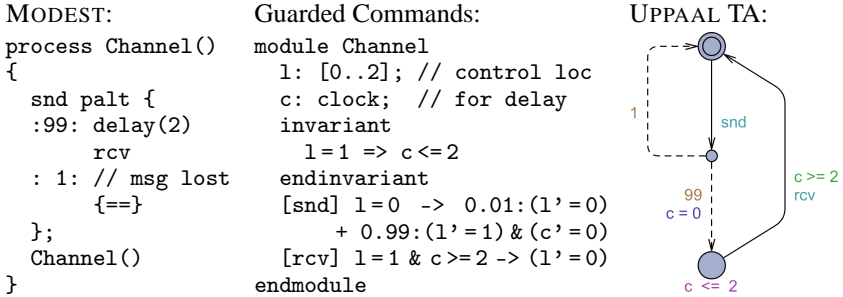 MODEST:
process Channel()
{
snd palt {
:99: delay(2)
rcv
: 1: // msg lost
{==}
};
Channel()
}
Guarded Commands:
module Channel
l: [0..2]; // control loc
c: clock; // for delay
invariant
l=1 => c<=2
endinvariant
[snd] l=0 -> 0.01:(l'=0)
+ 0.99:(l'=1)&(c'=0)
[rcv] l=1 & c>=2 -> (l'=0)
endmodule
UPPAAL TA:
1
snd
99
c = 0
c >= 2
rcv
c <= 2